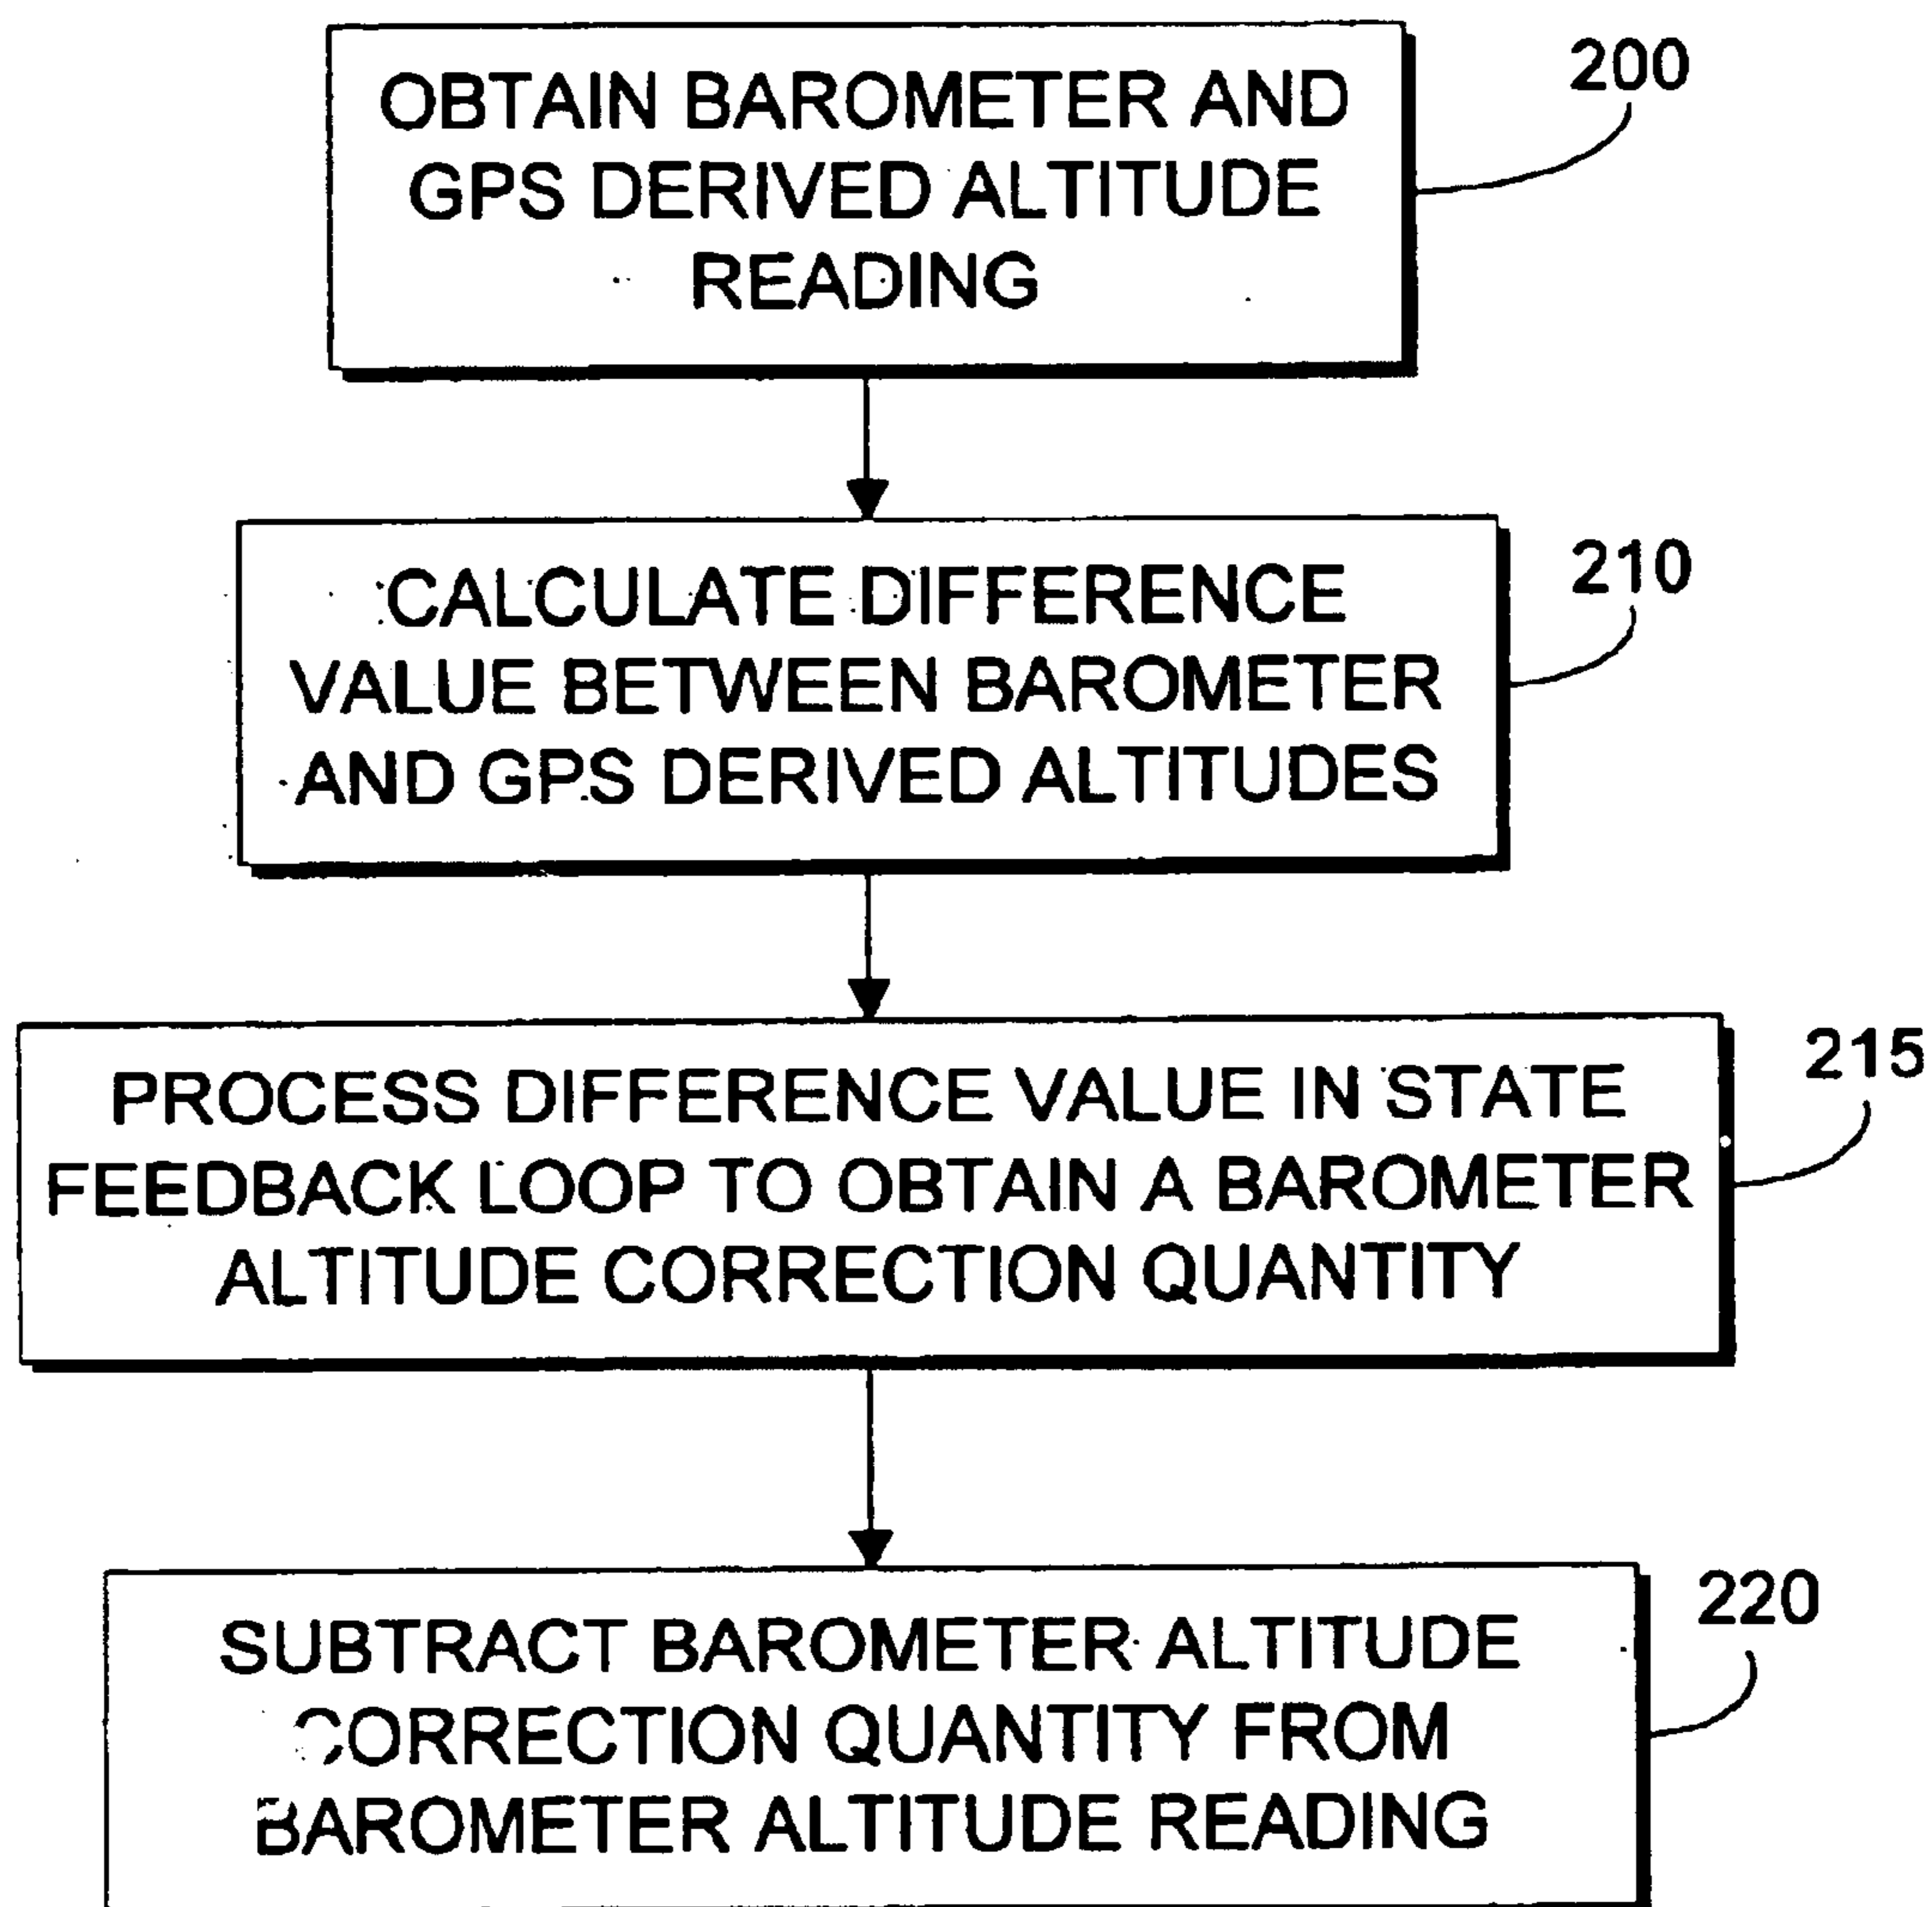 OBTAIN BAROMETER AND
GPS DERIVED ALTITUDE
READING
200
CALCULATE DIFFERENCE
VALUE BETWEEN BAROMETER
AND GPS DERIVED ALTITUDES
210
PROCESS DIFFERENCE VALUE IN STATE
FEEDBACK LOOP TO OBTAIN A BAROMETER
ALTITUDE CORRECTION QUANTITY
215
SUBTRACT BAROMETER ALTITUDE
CORRECTION QUANTITY FROM
BAROMETER ALTITUDE READING
220